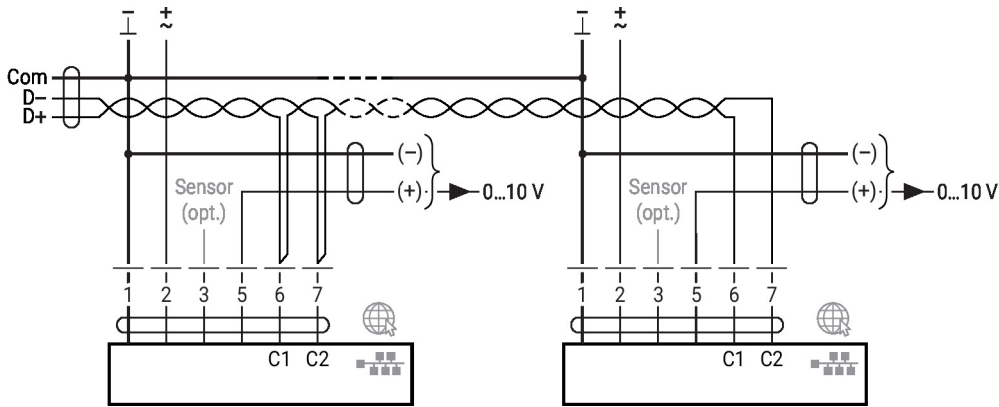 ⊥ + ~ ⊥ + ~
Com
D–
D+
(–) (–)
Sensor Sensor
(+) 0...10 V (+) 0...10 V
(opt.) (opt.)
1 2 3 5 6 7 1 2 3 5 6 7
C1 C2 C1 C2